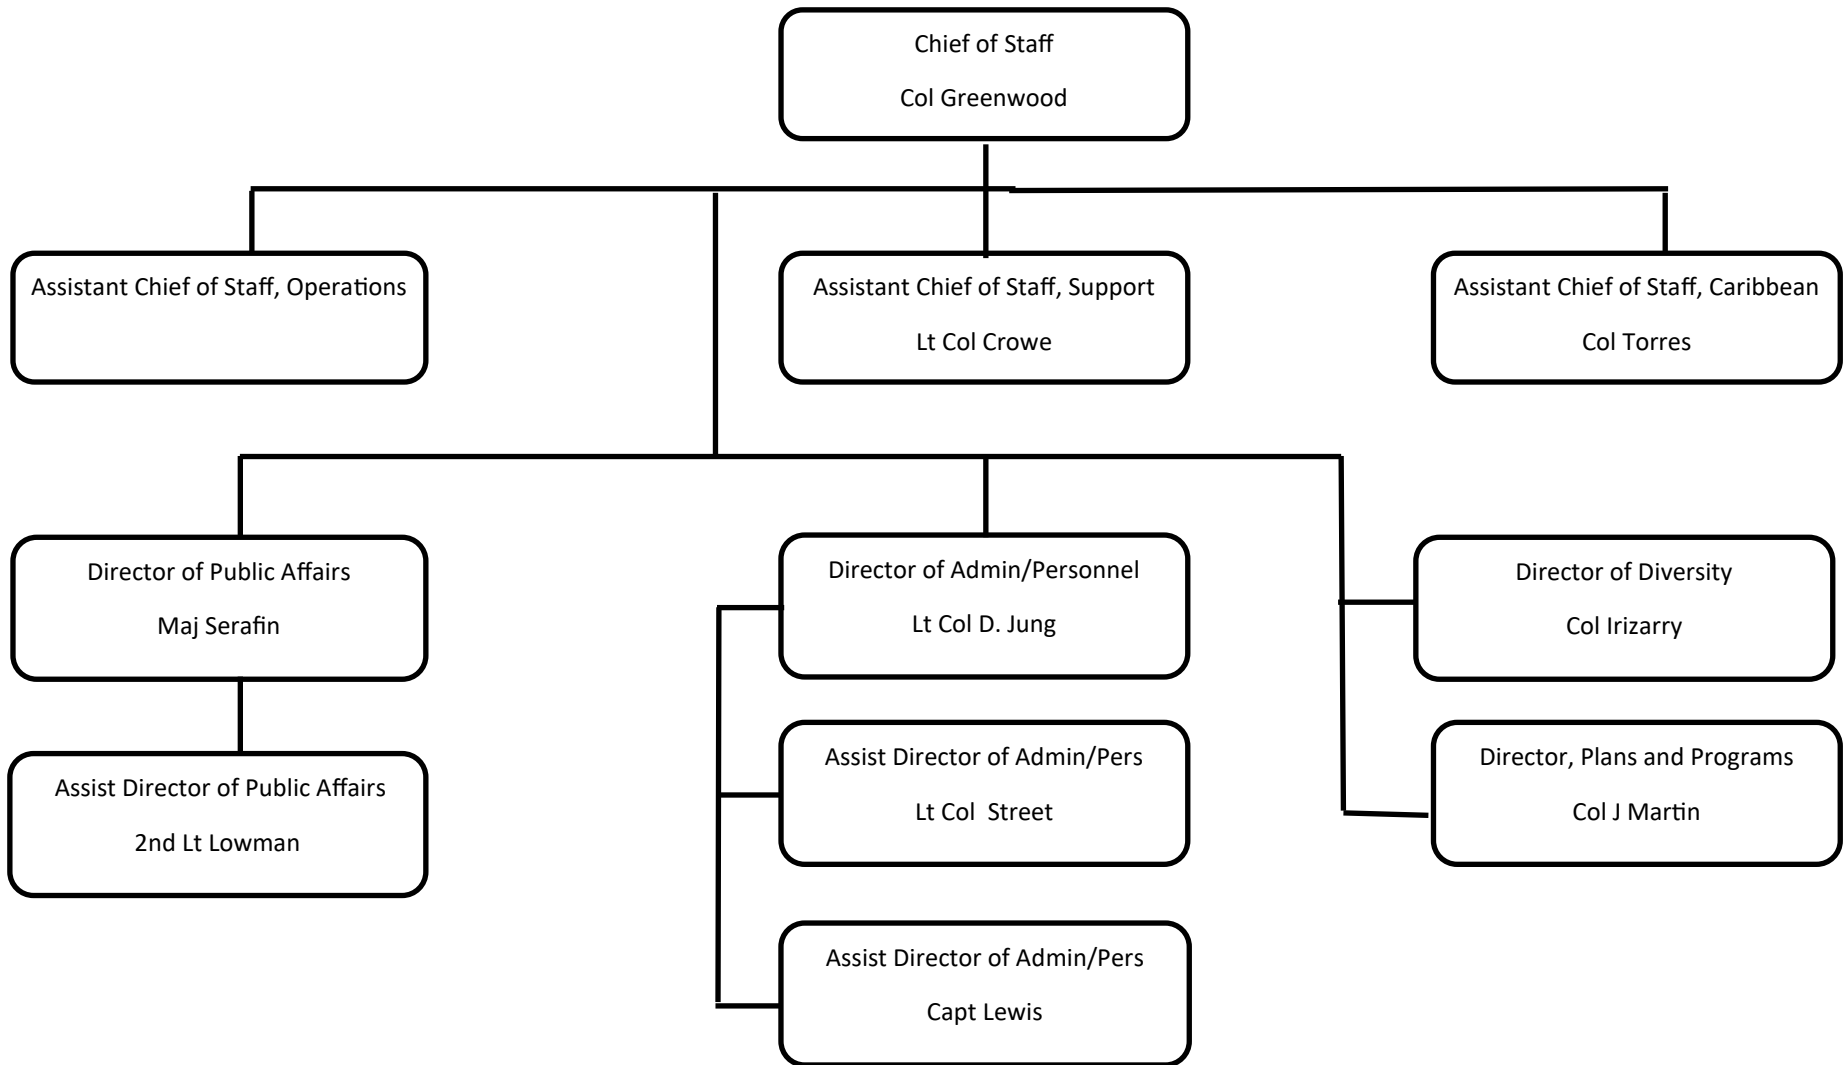 Chief of Staff
Col Greenwood
Assistant Chief of Staff, Operations
Assistant Chief of Staff, Support
Lt Col Crowe
Assistant Chief of Staff, Caribbean
Col Torres
Director of Public Affairs
Maj Serafin
Director of Admin/Personnel
Lt Col D. Jung
Director of Diversity
Col Irizarry
Assist Director of Public Affairs
2nd Lt Lowman
Assist Director of Admin/Pers
Lt Col  Street
Director, Plans and Programs
Col J Martin
Assist Director of Admin/Pers
Capt Lewis